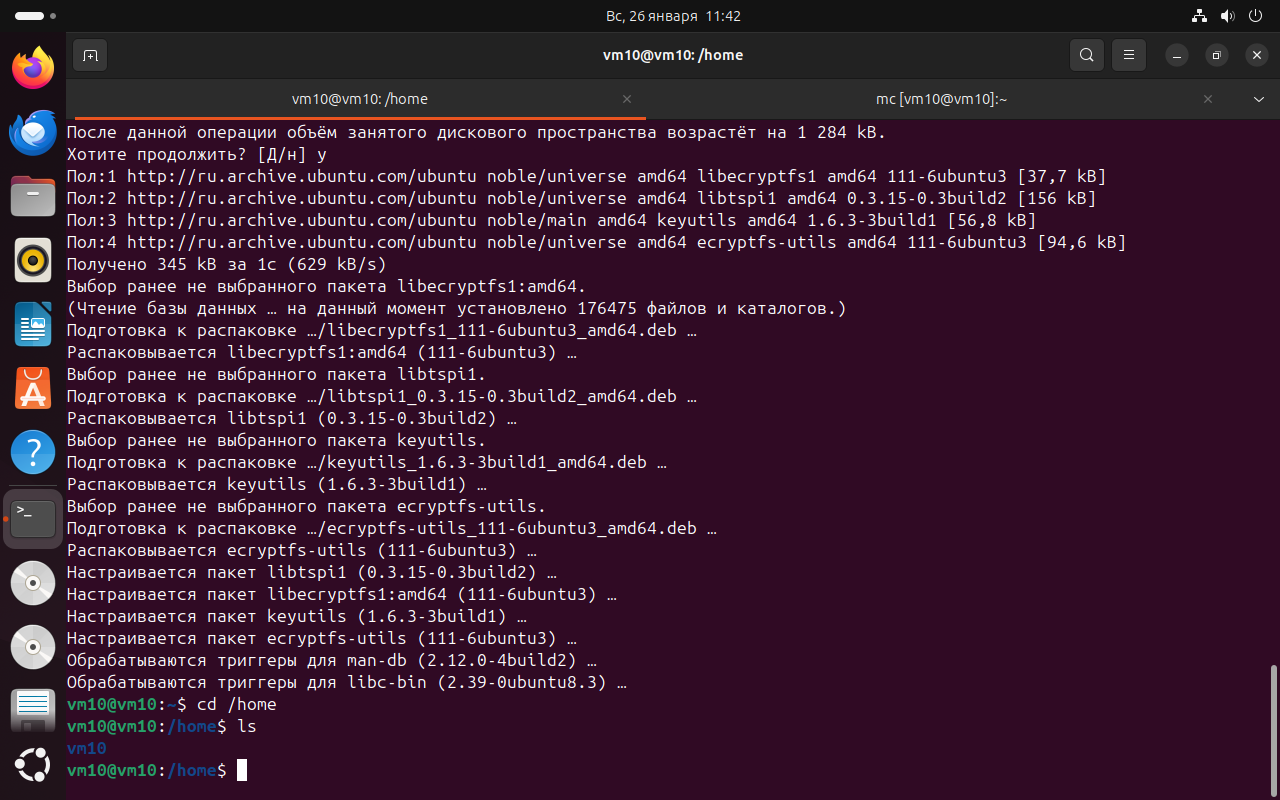 Вс, 26 января 11:42
vm10@vm10: /home
vm10@vm10: /home
mc [vm10@vm10]:~
После данной операции объём занятого дискового пространства возрастёт на 1 284 kB.
Хотите продолжить? [Д/н] y
Пол:1 http://ru.archive.ubuntu.com/ubuntu noble/universe amd64 libecryptfs1 amd64 111-6ubuntu3 [37,7 kB]
Пол:2 http://ru.archive.ubuntu.com/ubuntu noble/universe amd64 libtspi1 amd64 0.3.15-0.3build2 [156 kB]
Пол:3 http://ru.archive.ubuntu.com/ubuntu noble/main amd64 keyutils amd64 1.6.3-3build1 [56,8 kB]
Пол:4 http://ru.archive.ubuntu.com/ubuntu noble/universe amd64 ecryptfs-utils amd64 111-6ubuntu3 [94,6 kB]
Получено 345 kB за 1с (629 kB/s)
Выбор ранее не выбранного пакета libecryptfs1:amd64.
(Чтение базы данных … на данный момент установлено 176475 файлов и каталогов.)
Подготовка к распаковке …/libecryptfs1_111-6ubuntu3_amd64.deb …
Распаковывается libecryptfs1:amd64 (111-6ubuntu3) …
Выбор ранее не выбранного пакета libtspi1.
Подготовка к распаковке …/libtspi1_0.3.15-0.3build2_amd64.deb …
Распаковывается libtspi1 (0.3.15-0.3build2) …
Выбор ранее не выбранного пакета keyutils.
Подготовка к распаковке …/keyutils_1.6.3-3build1_amd64.deb …
Распаковывается keyutils (1.6.3-3build1) …
Выбор ранее не выбранного пакета ecryptfs-utils.
Подготовка к распаковке …/ecryptfs-utils_111-6ubuntu3_amd64.deb …
Распаковывается ecryptfs-utils (111-6ubuntu3) …
Настраивается пакет libtspi1 (0.3.15-0.3build2) …
Настраивается пакет libecryptfs1:amd64 (111-6ubuntu3) …
Настраивается пакет keyutils (1.6.3-3build1) …
Настраивается пакет ecryptfs-utils (111-6ubuntu3) …
Обрабатываются триггеры для man-db (2.12.0-4build2) …
Обрабатываются триггеры для libc-bin (2.39-0ubuntu8.3) …
vm10@vm10:~$ cd /home
vm10@vm10:/home$ ls
vm10
vm10@vm10:/home$